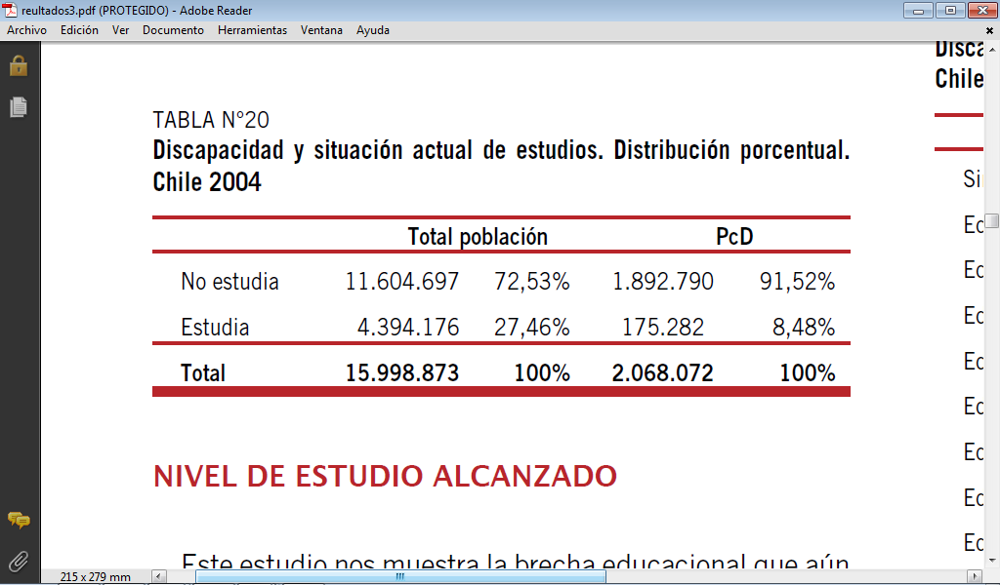 reultados3.pdf (PROTEGIDO) - Adobe Reader
Archivo Edición Ver Documento Herramientas Ventana Ayuda
TABLA N°20
Discapacidad y situación actual de estudios. Distribución porcentual.
Chile 2004
Total población PcD
No estudia 11.604.697 72,53% 1.892.790 91,52%
Estudia 4.394.176 27,46% 175.282 8,48%
Total 15.998.873 100% 2.068.072 100%
NIVEL DE ESTUDIO ALCANZADO
Este estudio nos muestra la brecha educacional que aún
Disca
Chile
Si
Ed
Ed
Ed
Ed
Ed
Ed
Ed
Ed
215 x 279 mm